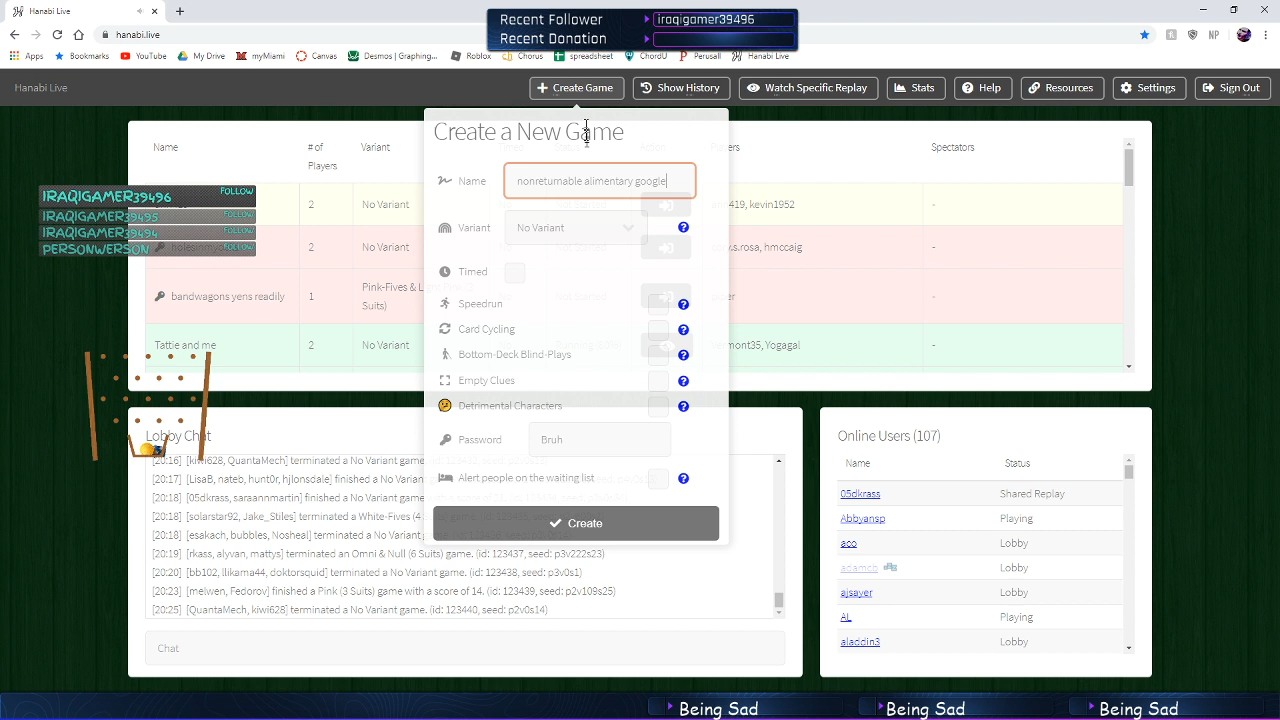 Hanabi Live
hanabi.live
NP
Apps Bookmarks YouTube My Drive myMiami Canvas Desmos | Graphing... Roblox Chorus spreadsheet ChordU Perusall Hanabi Live
Recent Follower iraqigamer39496
Recent Donation
Hanabi Live
Create Game Show History Watch Specific Replay Stats Help Resources Settings Sign Out
Name # of Players Variant Timed Status Action Players Spectators
2 No Variant Not Started kevin1952 -
2 No Variant hmccaig -
bandwagons yens readily 1 Pink-Fives & Suits) Not Started -
Tattie and me 2 No Variant Yogagal -
IRAQIGAMER39496 FOLLOW
IRAQIGAMER39495 FOLLOW
IRAQIGAMER39494 FOLLOW
PERSONWERSON FOLLOW
Create a New Game
Name nonreturnable alimentary google
Variant No Variant
Timed
Speedrun
Card Cycling
Bottom-Deck Blind-Plays
Empty Clues
Detrimental Characters
Password Bruh
Alert people on the waiting list
Create
Lobby Chat
[20:16] [kiwi628, QuantaMech] terminated a No Variant game.
[20:17] [LisaB, nateb, hunt0r, hjlonsdale] finished a No Variant
[20:18] [05dkrass, saraannmartin] finished a No Variant game
[20:18] [solarstar92, Jake_Stiles] terminated a White-Fives
[20:18] [esakach, bubbles, Nosheal] terminated a No Variant
[20:19] [rkass, alyvan, mattys] terminated an Omni & Null (6 Suits) game. (id: 123437, seed: p3v222s23)
[20:20] [bb102, llikama44, doktorsquid] terminated a No Variant game. (id: 123438, seed: p3v0s1)
[20:23] [melwen, Fedorov] finished a Pink (3 Suits) game with a score of 14. (id: 123439, seed: p2v109s25)
[20:25] [QuantaMech, kiwi628] terminated a No Variant game. (id: 123440, seed: p2v0s14)
Chat
Online Users (107)
Name Status
05dkrass Shared Replay
Abbyansp Playing
aco Lobby
adamcb Lobby
ajsayer Lobby
AL Playing
aladdin3 Lobby
Being Sad Being Sad Being Sad